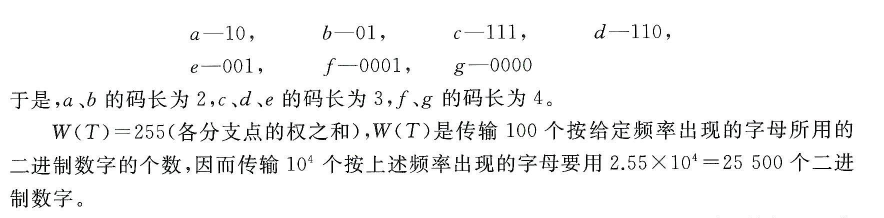 a—10, b—01, c—111, d—110,
e—001, f—0001, g—0000
于是,a、b 的码长为 2,c、d、e 的码长为 3,f、g 的码长为 4。
W(T)=255(各分支点的权之和),W(T)是传输 100 个按给定频率出现的字母所用的
二进制数字的个数,因而传输 10⁴ 个按上述频率出现的字母要用 2.55×10⁴=25 500 个二进
制数字。